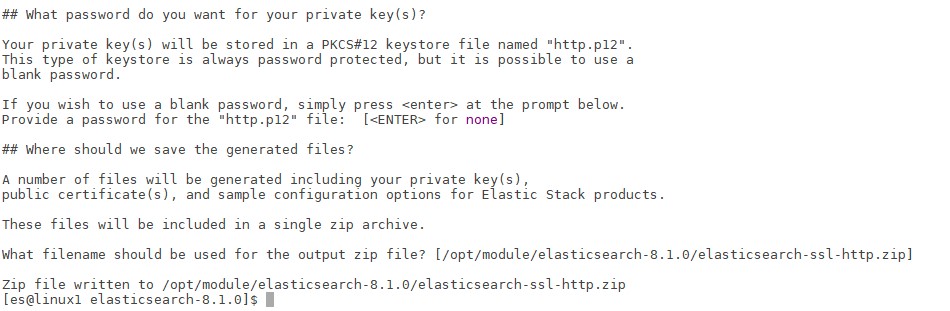 ## What password do you want for your private key(s)?
Your private key(s) will be stored in a PKCS#12 keystore file named "http.p12".
This type of keystore is always password protected, but it is possible to use a
blank password.
If you wish to use a blank password, simply press <enter> at the prompt below.
Provide a password for the "http.p12" file:  [<ENTER> for none]
## Where should we save the generated files?
A number of files will be generated including your private key(s),
public certificate(s), and sample configuration options for Elastic Stack products.
These files will be included in a single zip archive.
What filename should be used for the output zip file? [/opt/module/elasticsearch-8.1.0/elasticsearch-ssl-http.zip]
Zip file written to /opt/module/elasticsearch-8.1.0/elasticsearch-ssl-http.zip
[es@linux1 elasticsearch-8.1.0]$